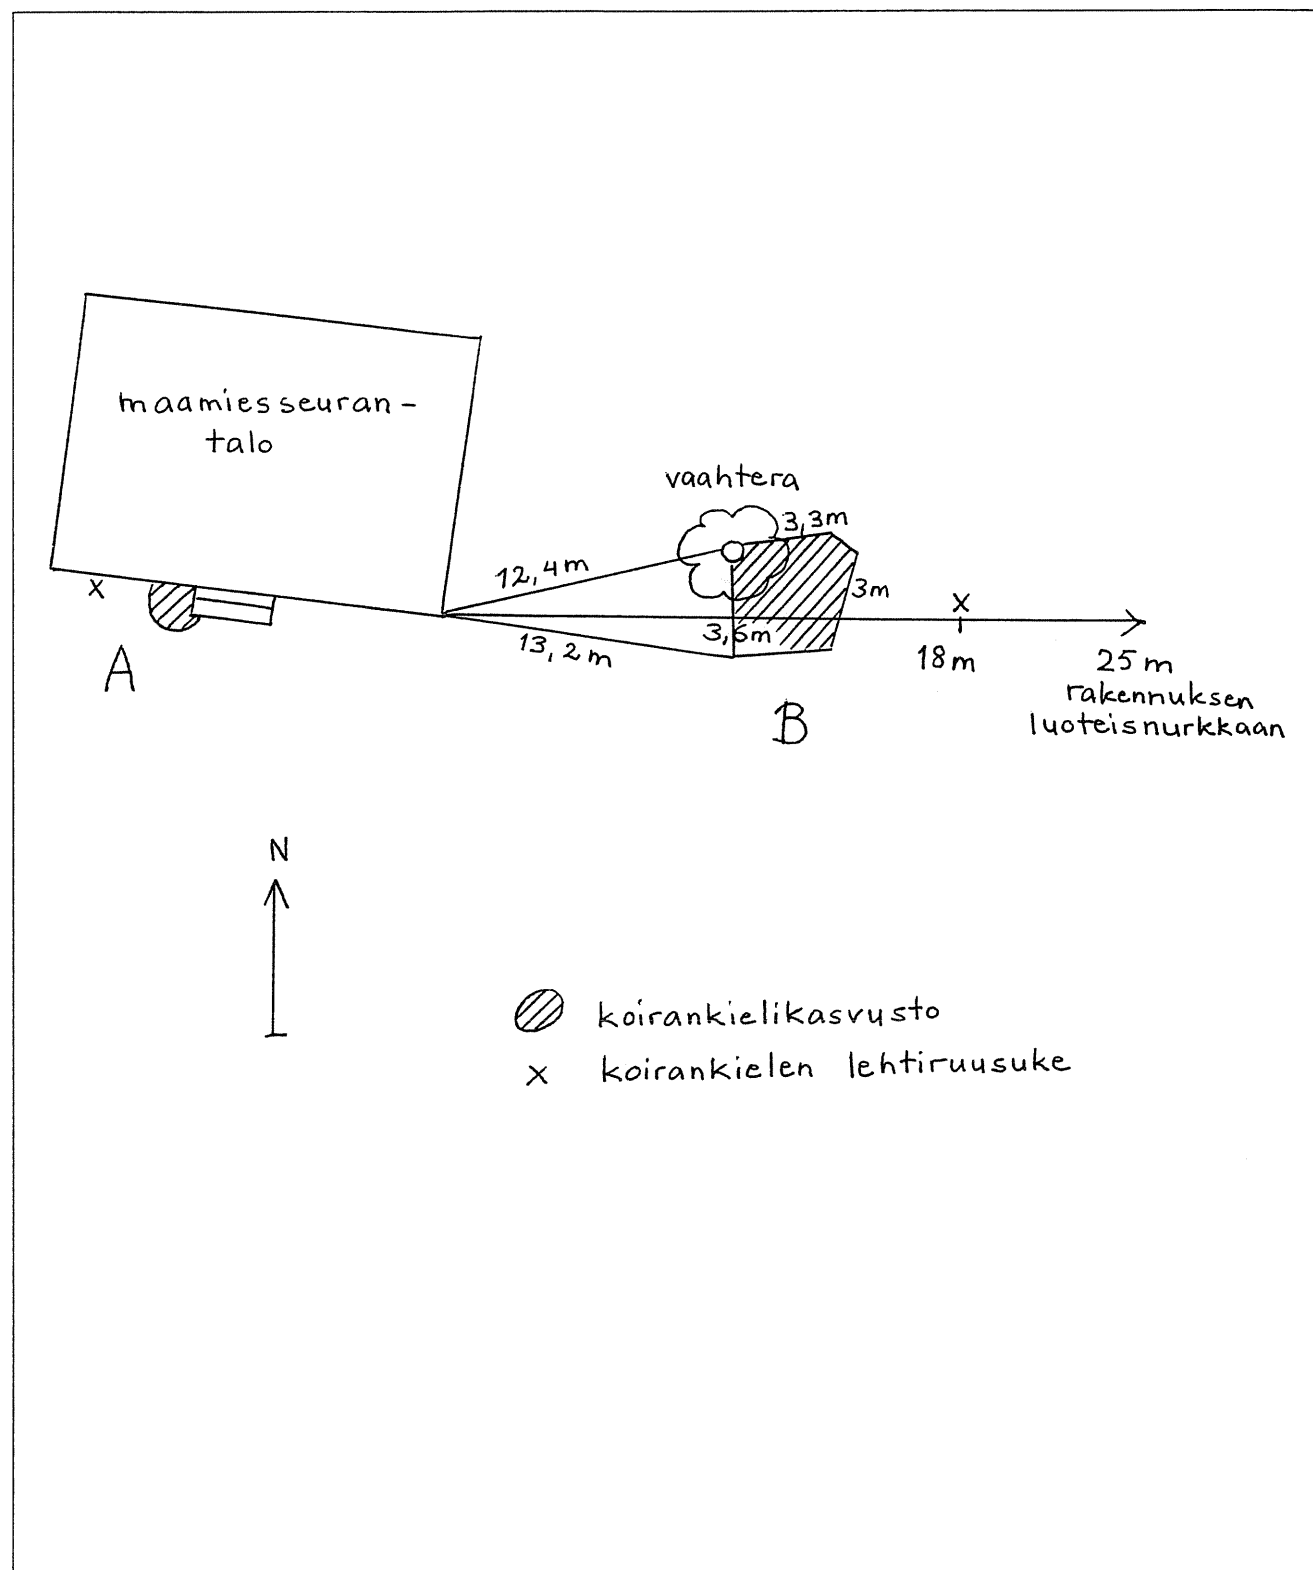 maamiesseuran-
talo
vaahtera
3,3m
12,4m
3m
x
x
3,6m
13,2m
A
18m
25m
rakennuksen
luoteisnurkkaan
B
N
koirankielikasvusto
x koirankielen lehtiruusuke